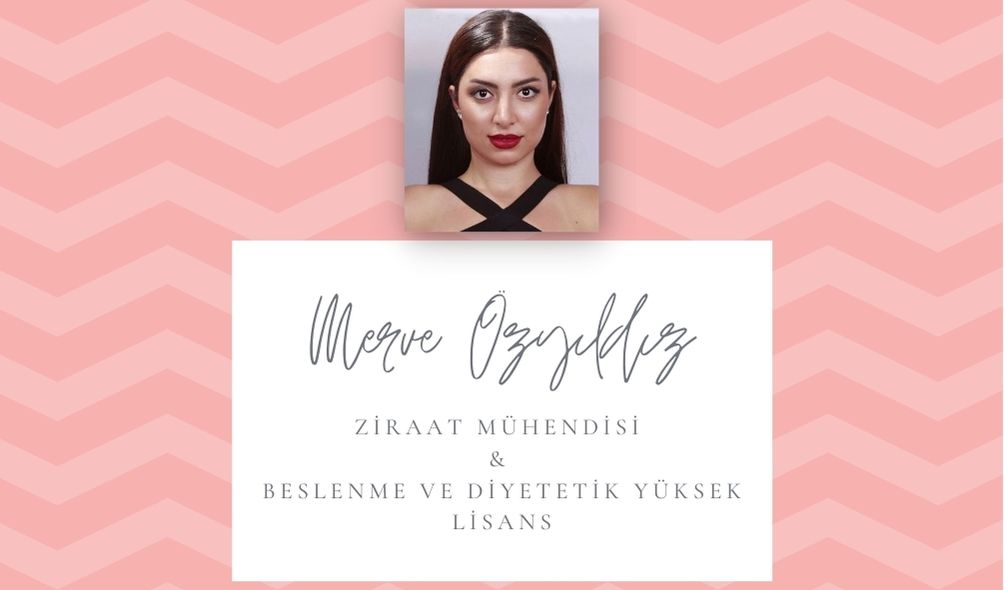 Merve Özyıldız
ZİRAAT MÜHENDİSİ
&
BESLENME VE DİYETETİK YÜKSEK
LİSANS